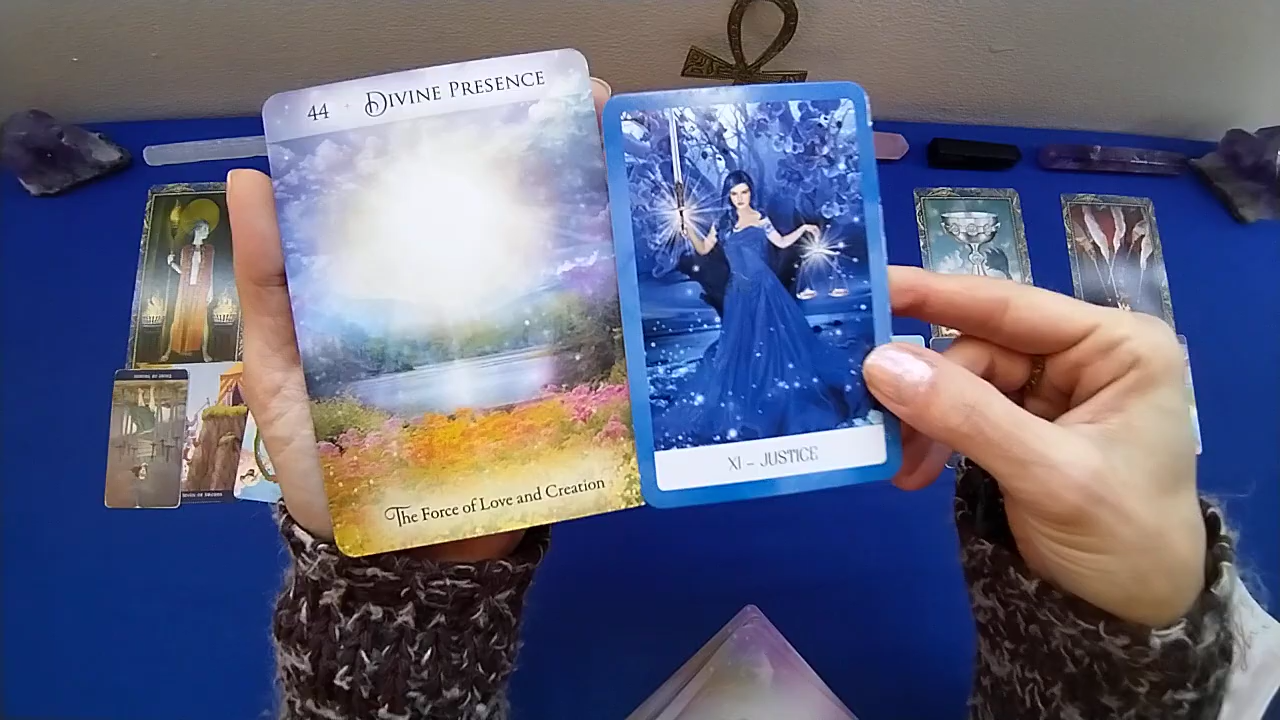 44 Divine Presence
The Force of Love and Creation
XI – JUSTICE